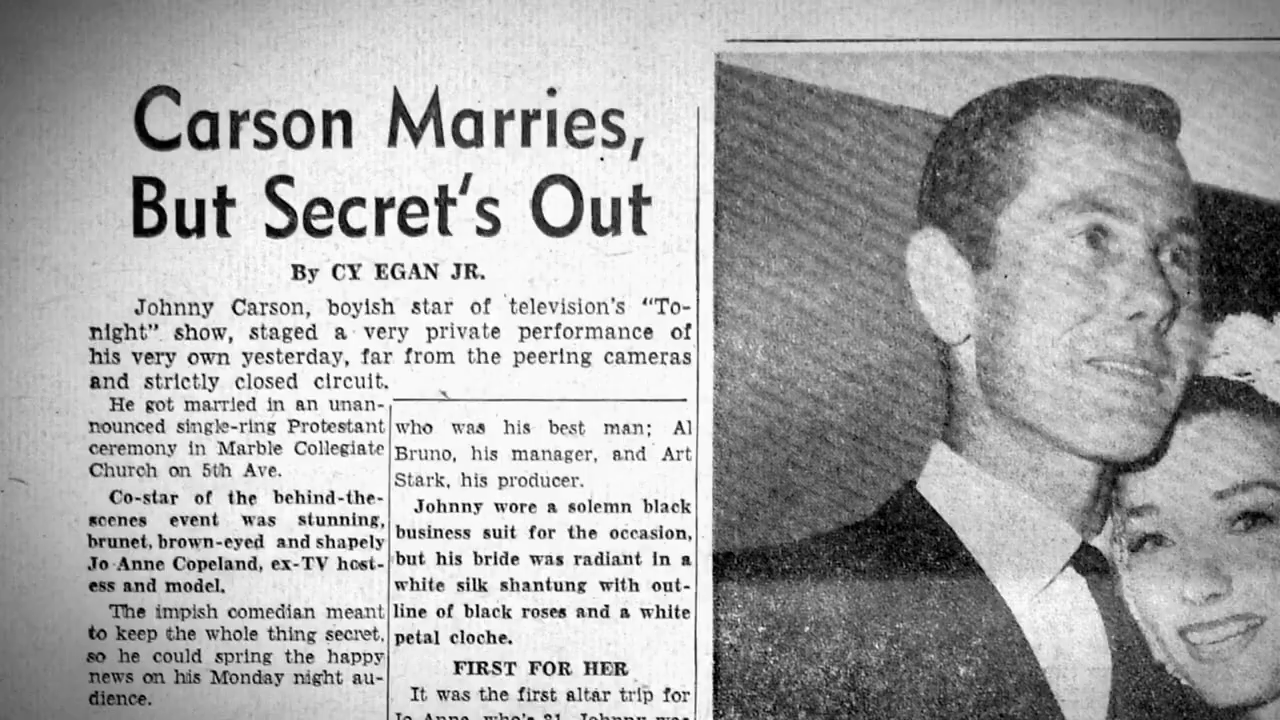 Carson Marries,
But Secret's Out
By CY EGAN JR.
Johnny Carson, boyish star of television's "To-
night" show, staged a very private performance of
his very own yesterday, far from the peering cameras
and strictly closed circuit.
He got married in an unan-
nounced single-ring Protestant
ceremony in Marble Collegiate
Church on 5th Ave.
Co-star of the behind-the-
scenes event was stunning,
brunet, brown-eyed and shapely
Jo Anne Copeland, ex-TV host-
ess and model.
The impish comedian meant
to keep the whole thing secret,
so he could spring the happy
news on his Monday night au-
dience.
who was his best man; Al
Bruno, his manager, and Art
Stark, his producer.
Johnny wore a solemn black
business suit for the occasion,
but his bride was radiant in a
white silk shantung with out-
line of black roses and a white
petal cloche.
FIRST FOR HER
It was the first altar trip for
Jo Anne, who's 31. Johnny was